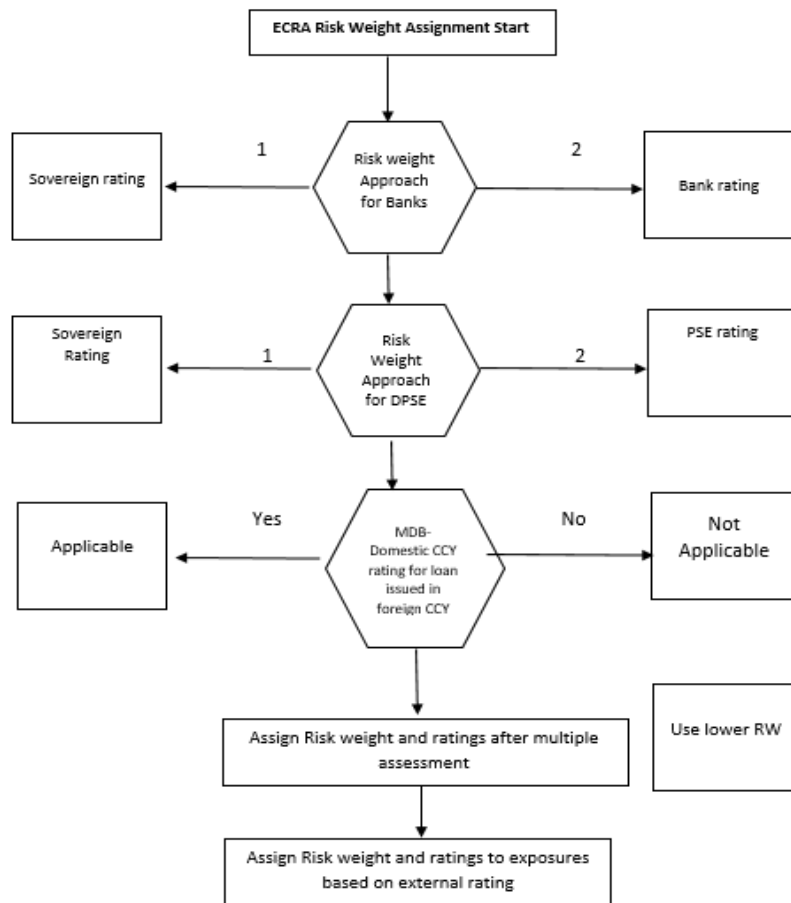 ECRA Risk Weight Assignment Start
1
2
Sovereign rating
Risk weight
Approach
for Banks
Bank rating
Sovereign
Rating
1
2
Risk
Weight
Approach
for DPSE
PSE rating
Yes
No
Applicable
MDB-
Domestic CCY
rating for loan
issued in
foreign CCY
Not
Applicable
Assign Risk weight and ratings after multiple
assessment
Use lower RW
Assign Risk weight and ratings to exposures
based on external rating